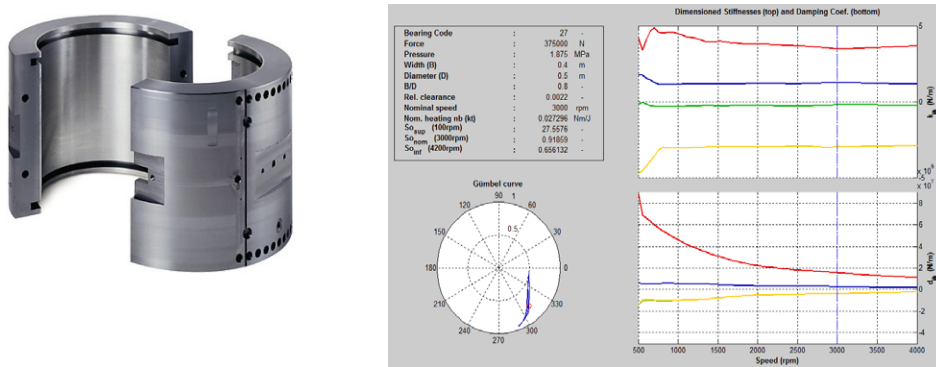 Bearing Code : 27 -
Force : 375000 N
Pressure : 1.875 MPa
Width (B) : 0.4 m
Diameter (D) : 0.5 m
B/D : 0.8 -
Rel. clearance : 0.0022 -
Nominal speed : 3000 rpm
Nom. heating nb (kt) : 0.027296 Nm/J
So_sup (100rpm) : 27.5576 -
So_nom (3000rpm) : 0.91859 -
So_inf (4200rpm) : 0.656132 -
Gümbel curve
90 1
120 60
150 0.5 30
180 0
210 330
240 300
270
Dimensioned Stiffnesses (top) and Damping Coef. (bottom)
5
0
-5
x 10
x 10
8
6
4
2
0
-2
-4
500 1000 1500 2000 2500 3000 3500 4000
Speed (rpm)